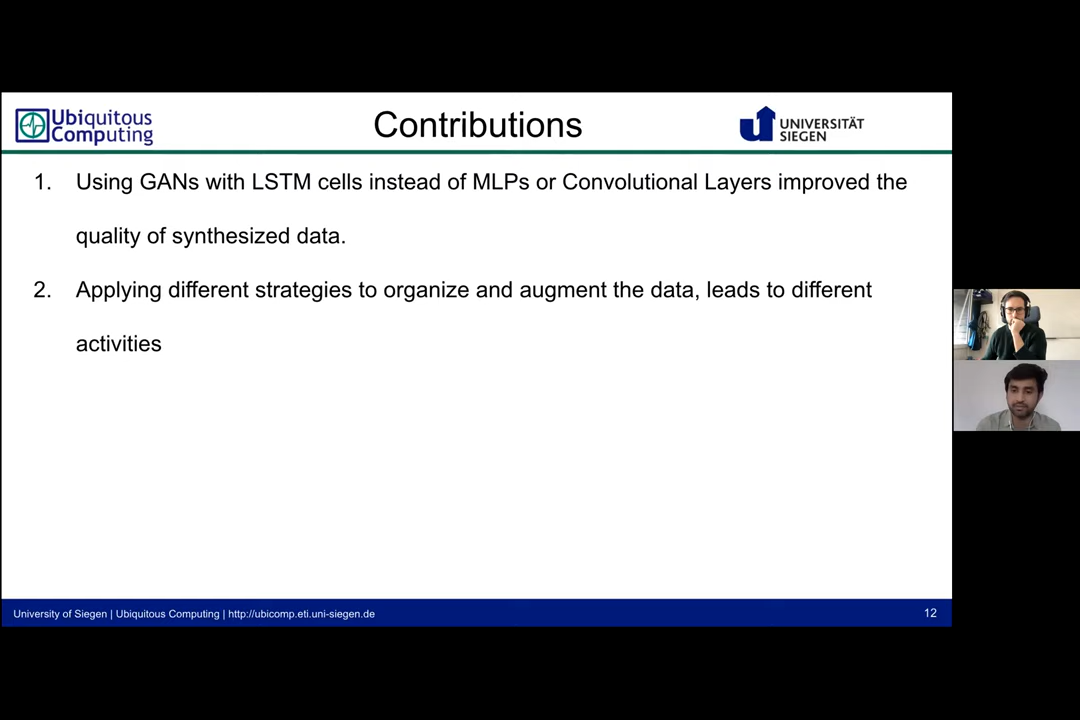 Ubiquitous
Computing
Contributions
UNIVERSITÄT
SIEGEN
1. Using GANs with LSTM cells instead of MLPs or Convolutional Layers improved the
quality of synthesized data.
2. Applying different strategies to organize and augment the data, leads to different
activities
University of Siegen | Ubiquitous Computing | http://ubicomp.eti.uni-siegen.de
12